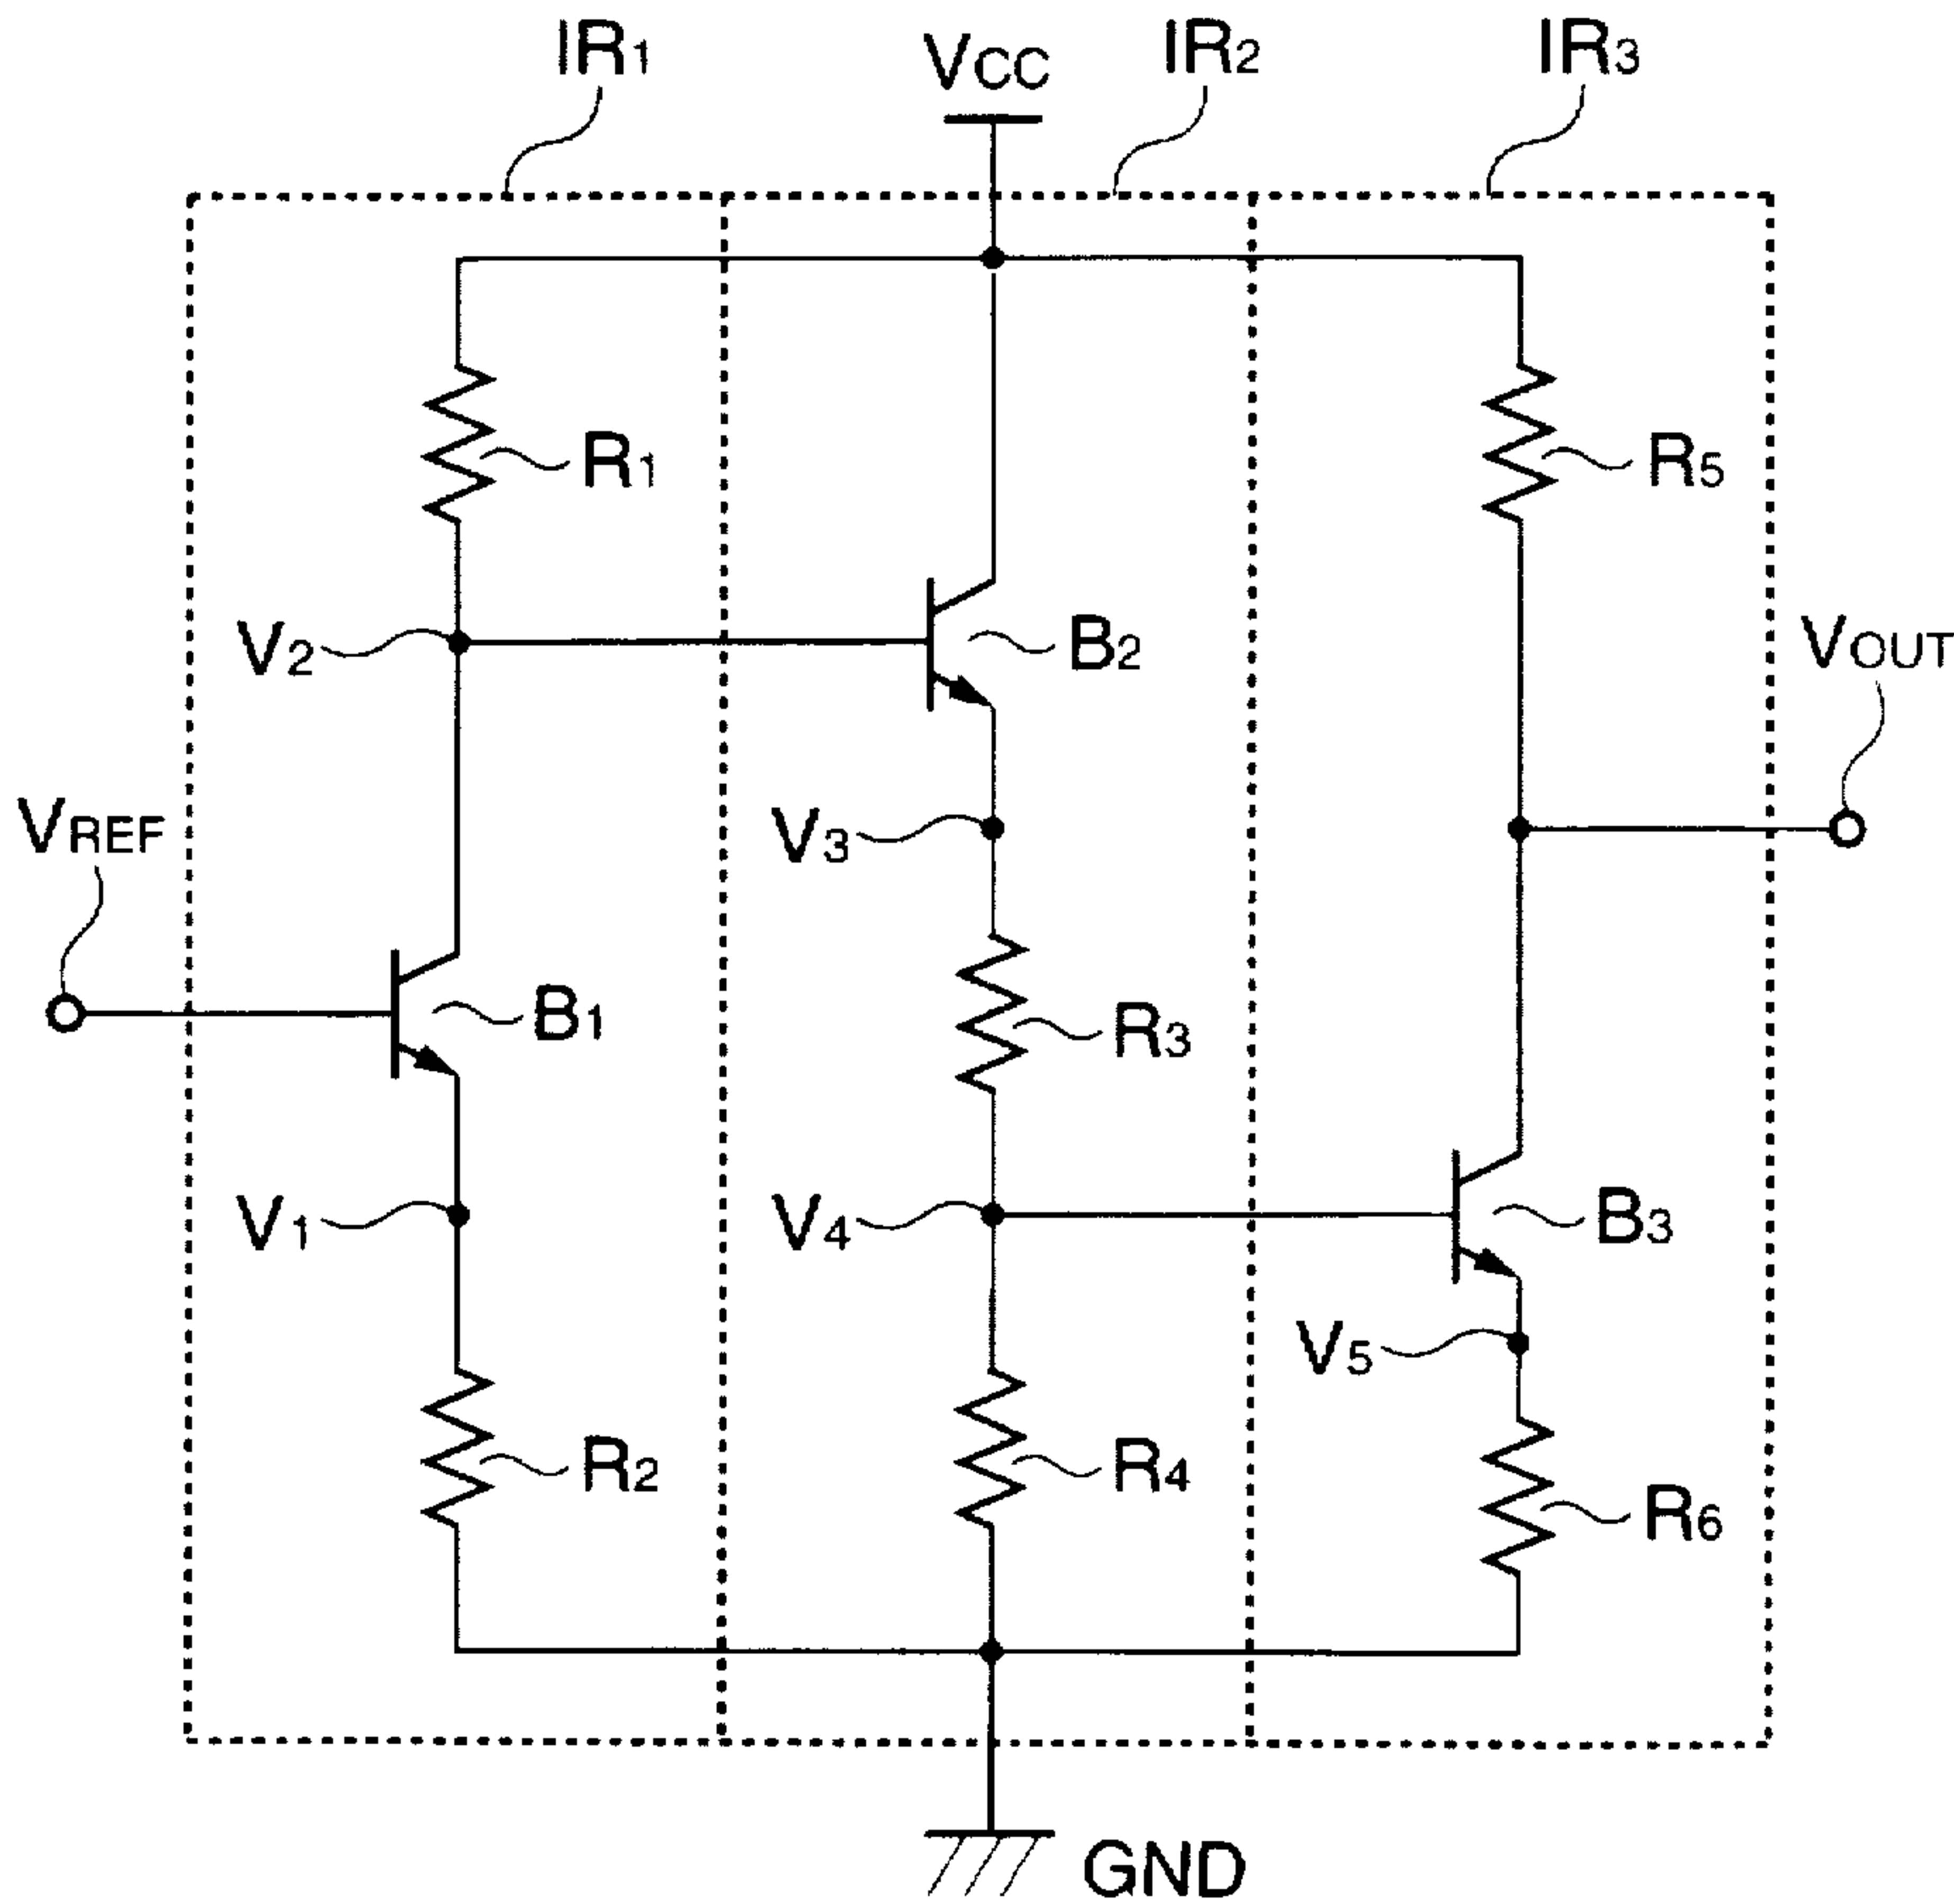 IR1
VCC
IR2
IR3
R1
R5
V2
B2
VOUT
VREF
V3
B1
R3
V1
V4
B3
V5
R2
R4
R6
GND